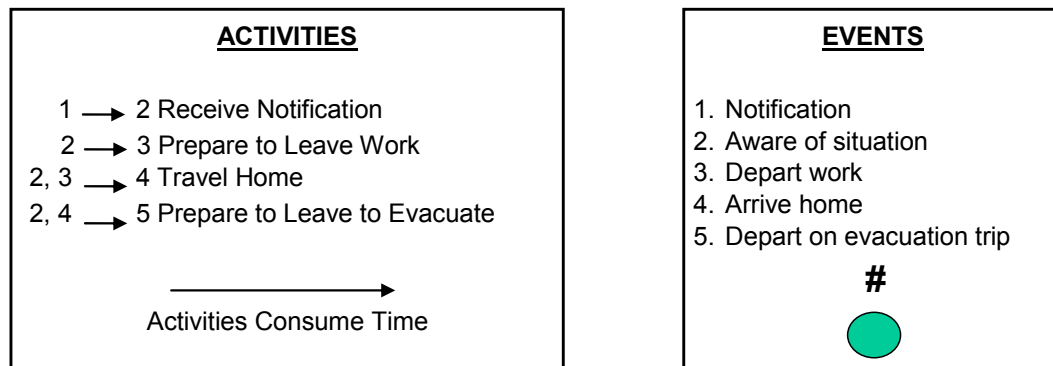 ACTIVITIES
1 → 2 Receive Notification
2 → 3 Prepare to Leave Work
2, 3 → 4 Travel Home
2, 4 → 5 Prepare to Leave to Evacuate
Activities Consume Time
EVENTS
1. Notification
2. Aware of situation
3. Depart work
4. Arrive home
5. Depart on evacuation trip
#